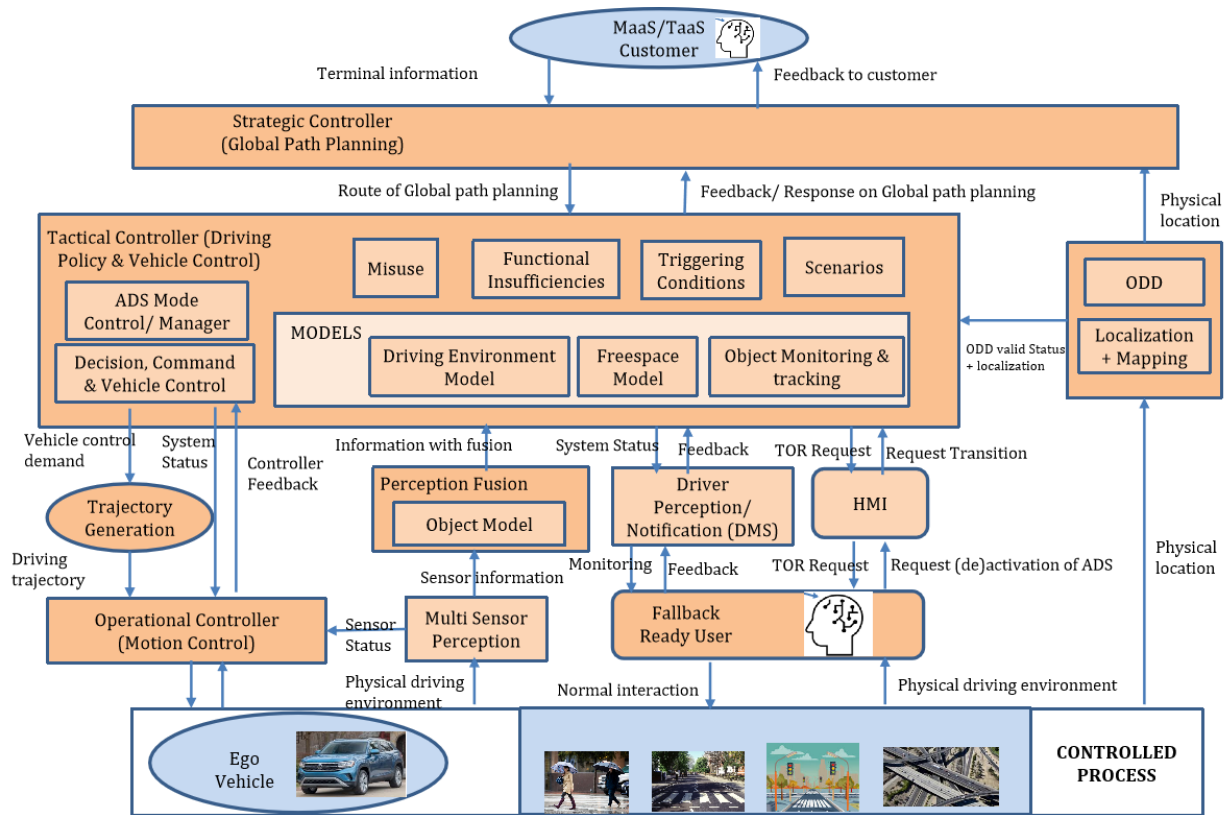 MaaS/TaaS
Customer
Terminal information
Feedback to customer
Strategic Controller
(Global Path Planning)
Route of Global path planning
Feedback/ Response on Global path planning
Physical
location
Tactical Controller (Driving
Policy & Vehicle Control)
Misuse
Functional
Insufficiencies
Triggering
Conditions
Scenarios
ODD
Localization
+ Mapping
ADS Mode
Control/ Manager
Decision, Command
& Vehicle Control
MODELS
Driving Environment
Model
Freespace
Model
Object Monitoring &
tracking
ODD valid Status
+ localization
Vehicle control
demand
System
Status
Controller
Feedback
Information with fusion
System Status
Feedback
TOR Request
Request Transition
Trajectory
Generation
Perception Fusion
Object Model
Driver
Perception/
Notification (DMS)
HMI
Driving
trajectory
Sensor information
Monitoring
Feedback
TOR Request
Request (de)activation of ADS
Physical
location
Operational Controller
(Motion Control)
Sensor
Status
Multi Sensor
Perception
Fallback
Ready User
Physical driving
environment
Normal interaction
Physical driving environment
Ego
Vehicle
CONTROLLED
PROCESS